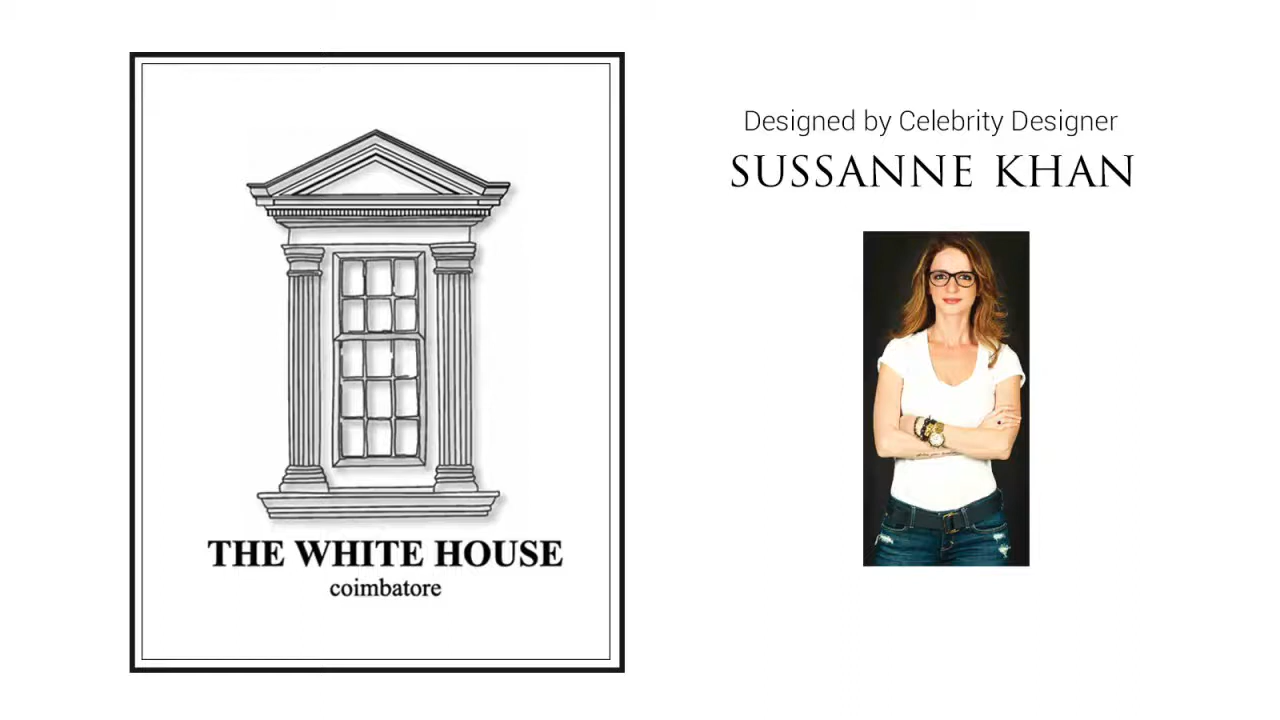 THE WHITE HOUSE
coimbatore
Designed by Celebrity Designer
SUSSANNE KHAN